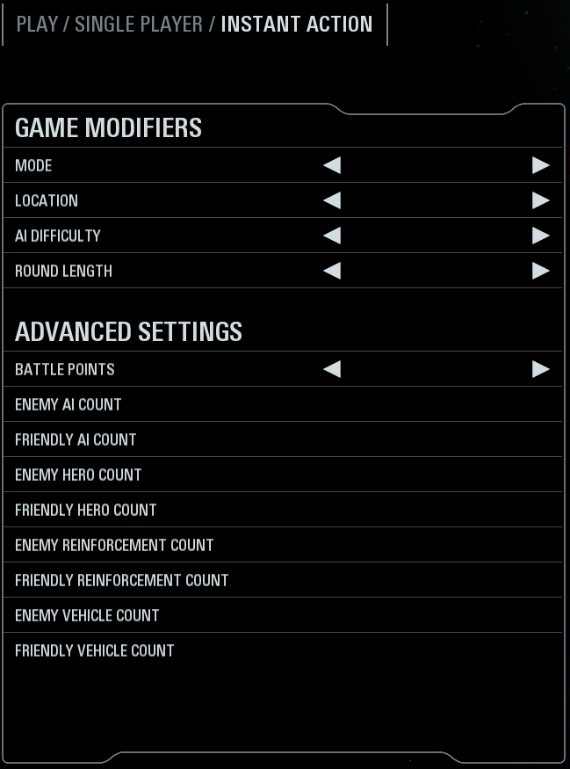 PLAY / SINGLE PLAYER / INSTANT ACTION
GAME MODIFIERS
MODE
LOCATION
AI DIFFICULTY
ROUND LENGTH
ADVANCED SETTINGS
BATTLE POINTS
ENEMY AI COUNT
FRIENDLY AI COUNT
ENEMY HERO COUNT
FRIENDLY HERO COUNT
ENEMY REINFORCEMENT COUNT
FRIENDLY REINFORCEMENT COUNT
ENEMY VEHICLE COUNT
FRIENDLY VEHICLE COUNT